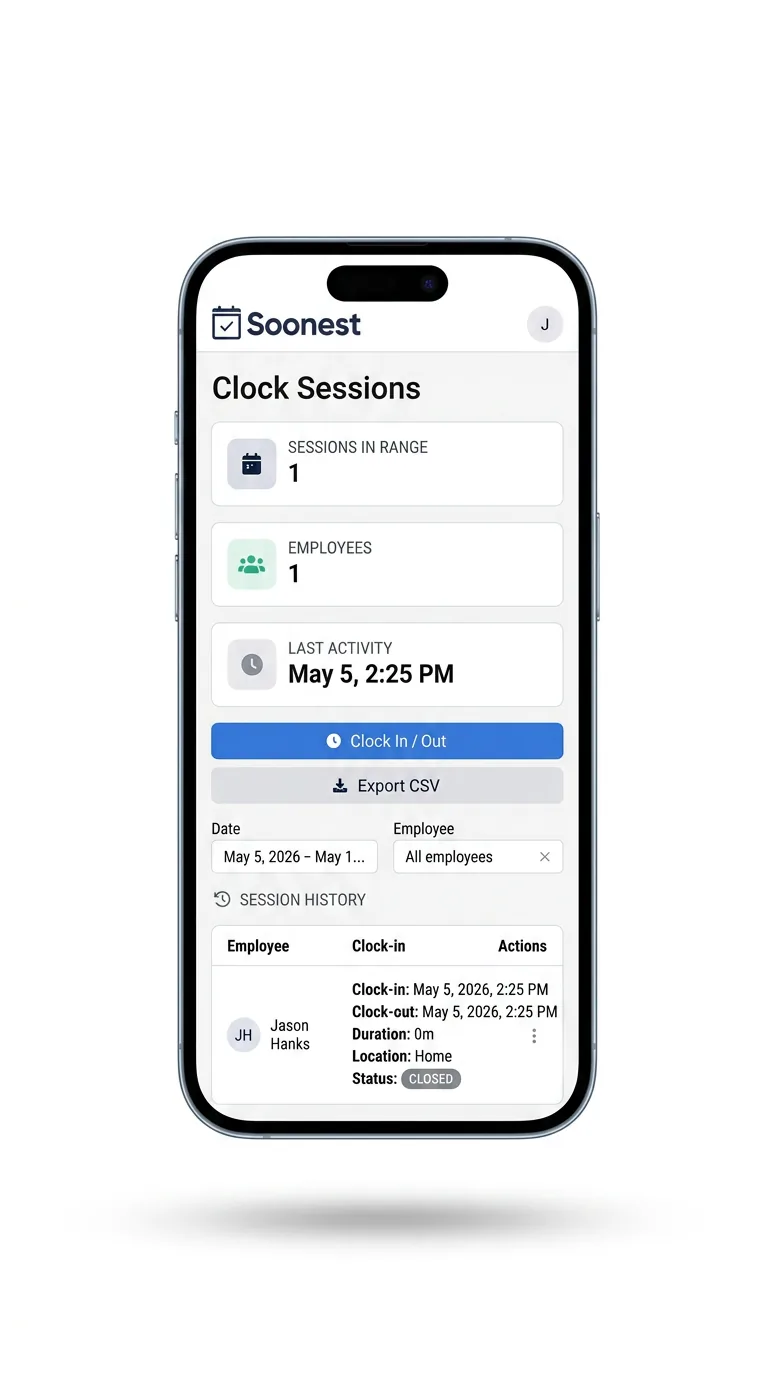 Soonest
J
Clock Sessions
SESSIONS IN RANGE
1
EMPLOYEES
1
LAST ACTIVITY
May 5, 2:25 PM
Clock In / Out
Export CSV
Date
Employee
May 5, 2026 – May 1...
All employees
SESSION HISTORY
Employee Clock-in Actions
Clock-in: May 5, 2026, 2:25 PM
Clock-out: May 5, 2026, 2:25 PM
JH
Jason
Hanks
Duration: 0m
Location: Home
Status: CLOSED